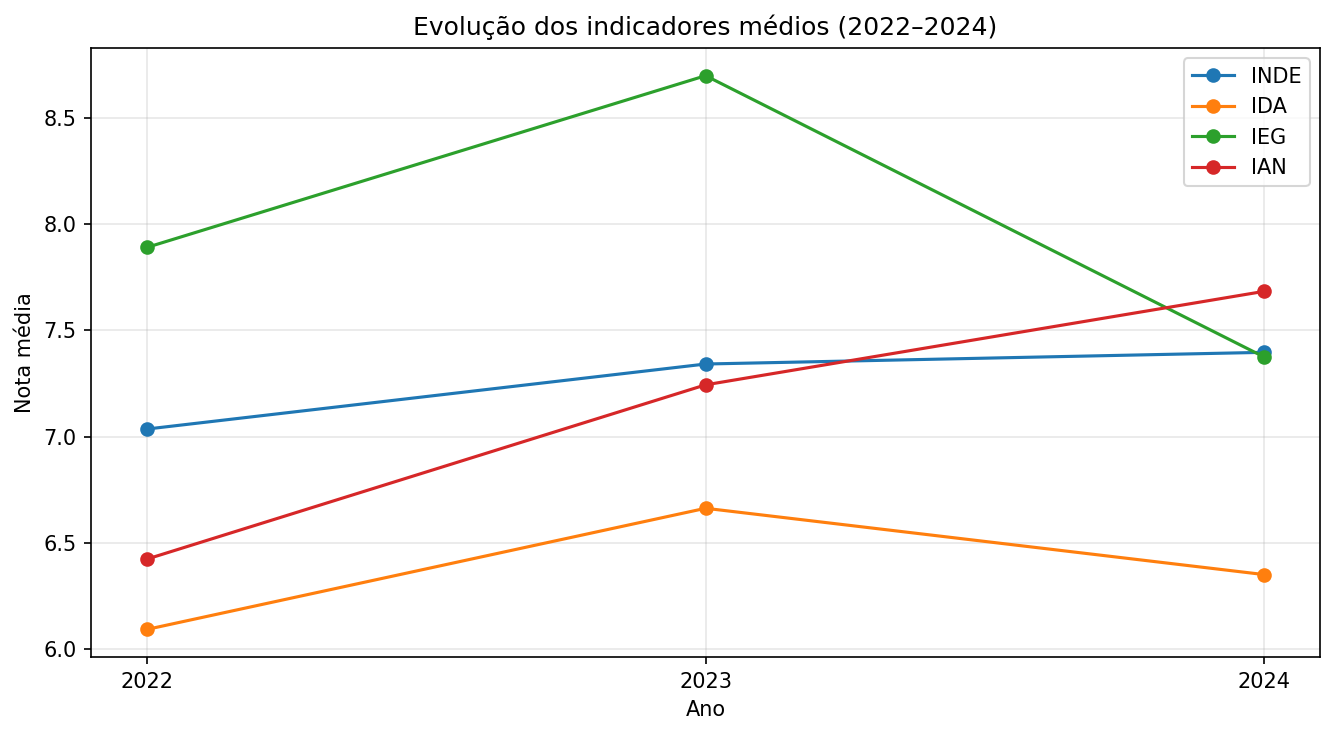 Evolução dos indicadores médios (2022–2024)
INDE
IDA
IEG
IAN
Nota média
8.5
8.0
7.5
7.0
6.5
6.0
2022 2023 2024
Ano